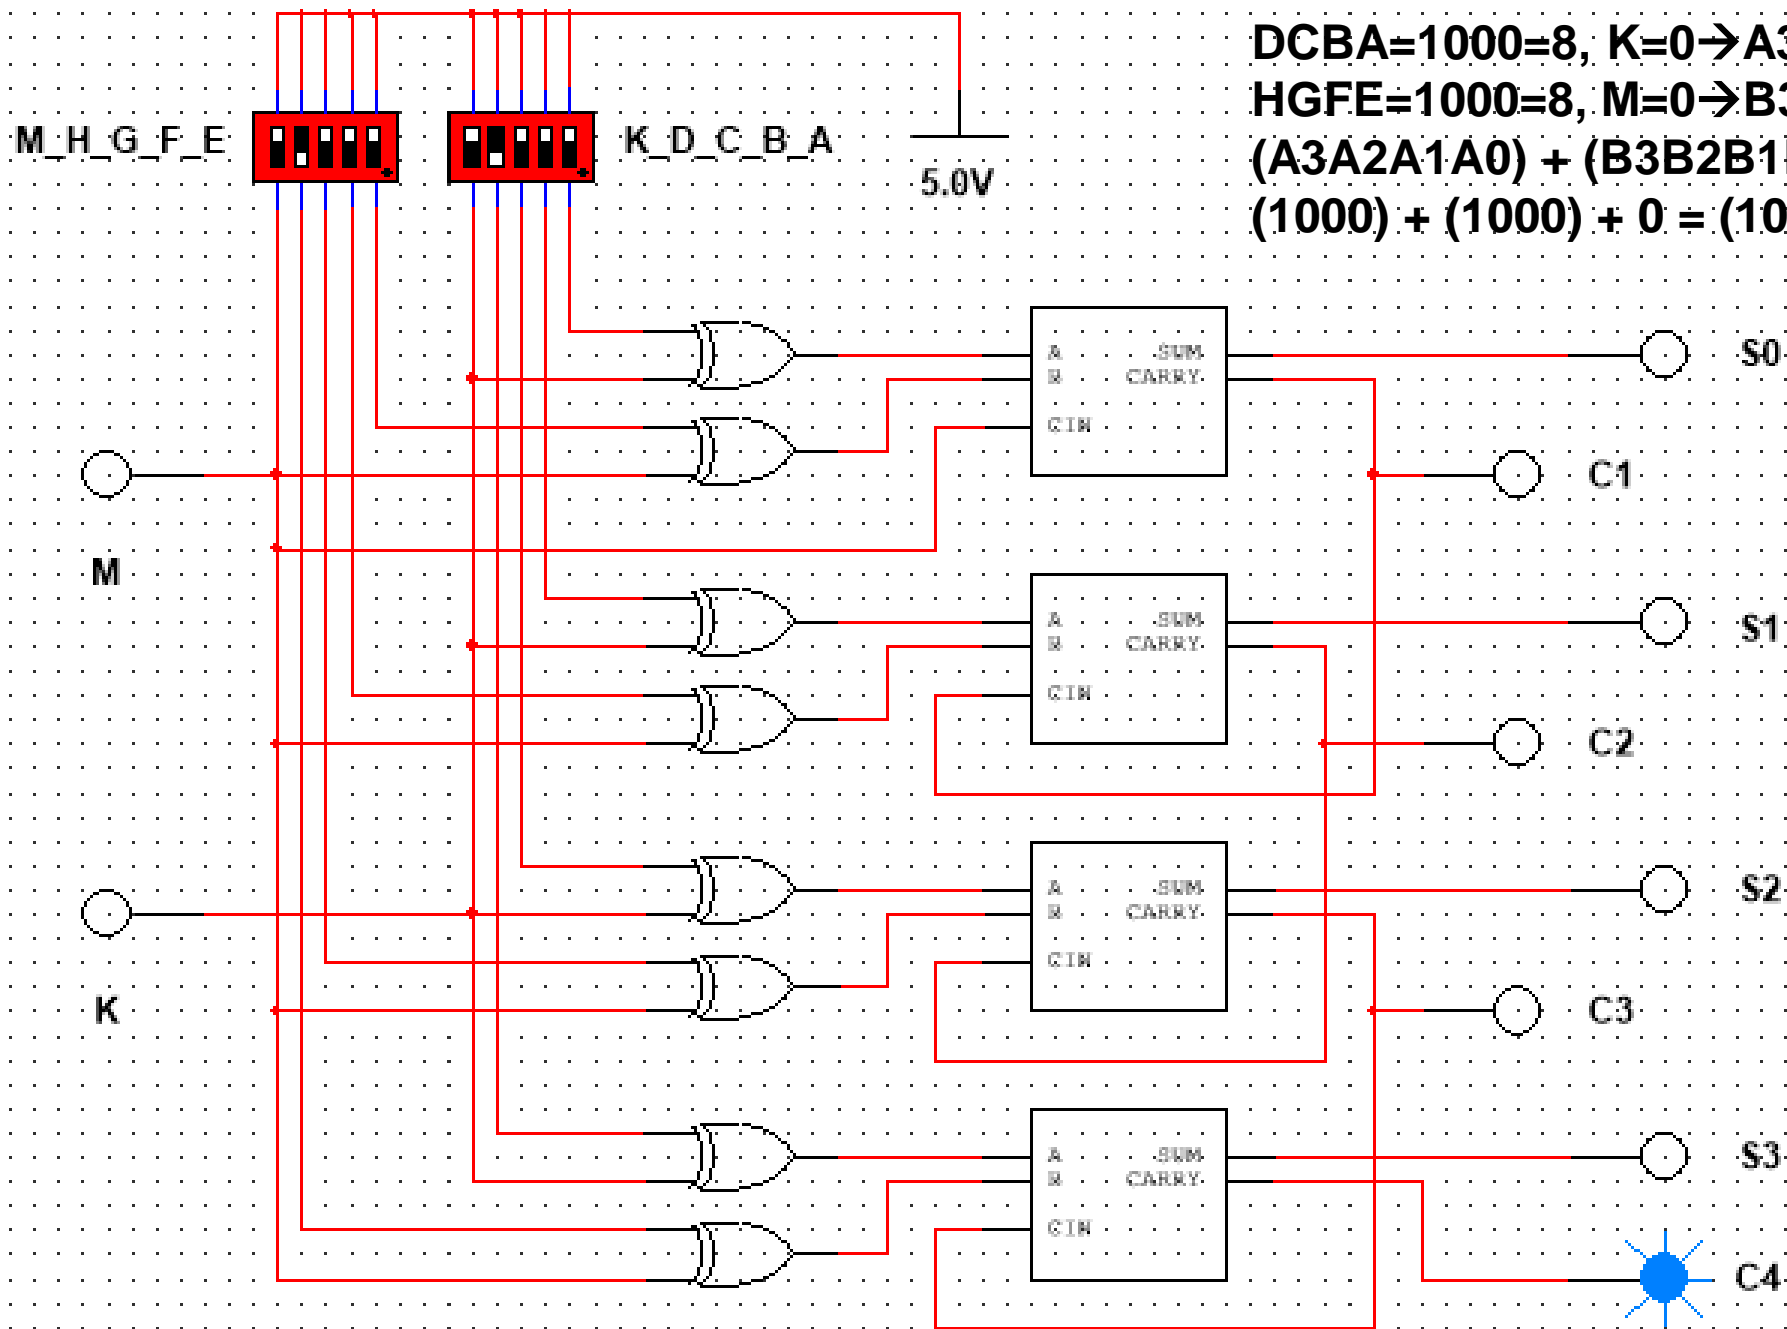 DCBA=1000=8, K=0→A3
HGFE=1000=8, M=0→B3
(A3A2A1A0) + (B3B2B1
(1000) + (1000) + 0 = (10
M_H_G_F_E
K_D_C_B_A
5.0V
A SUM
B CARRY
CIN
S0
C1
M
A SUM
B CARRY
CIN
S1
C2
A SUM
B CARRY
CIN
S2
K
C3
A SUM
B CARRY
CIN
S3
C4